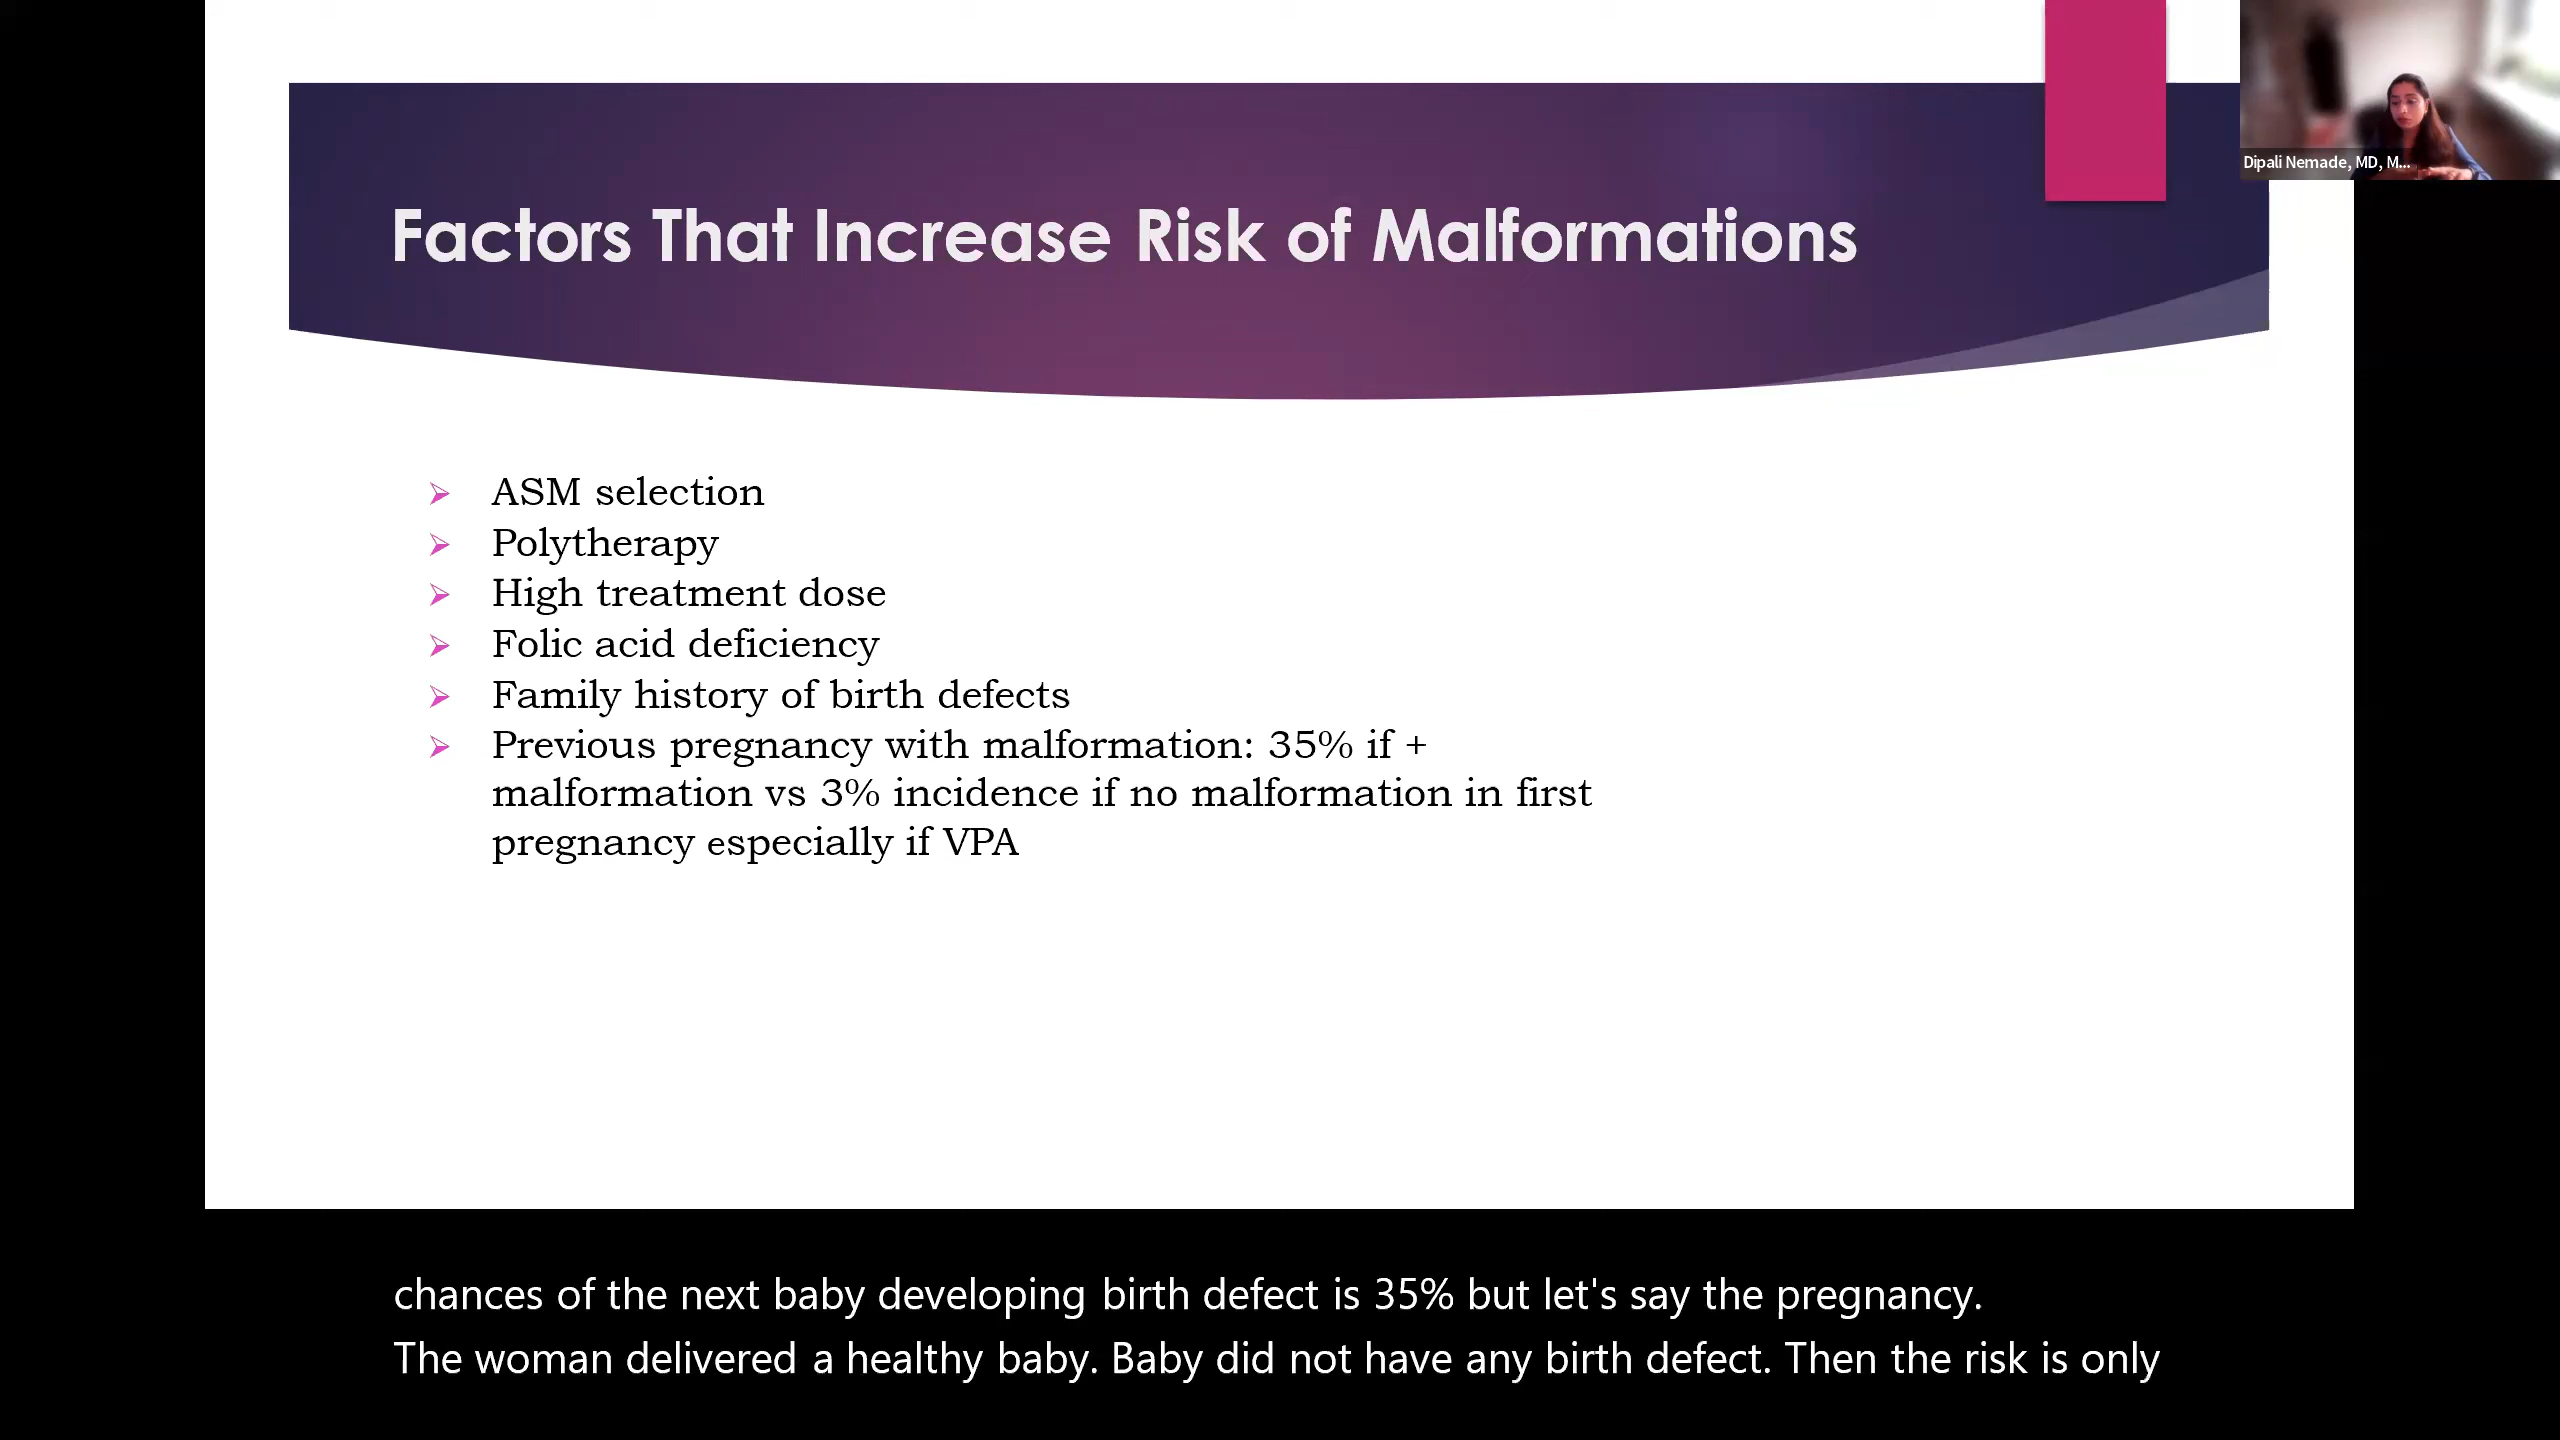 Dipali Nemade, MD, M...
Factors That Increase Risk of Malformations
ASM selection
Polytherapy
High treatment dose
Folic acid deficiency
Family history of birth defects
Previous pregnancy with malformation: 35% if +
malformation vs 3% incidence if no malformation in first
pregnancy especially if VPA
chances of the next baby developing birth defect is 35% but let's say the pregnancy.
The woman delivered a healthy baby. Baby did not have any birth defect. Then the risk is only